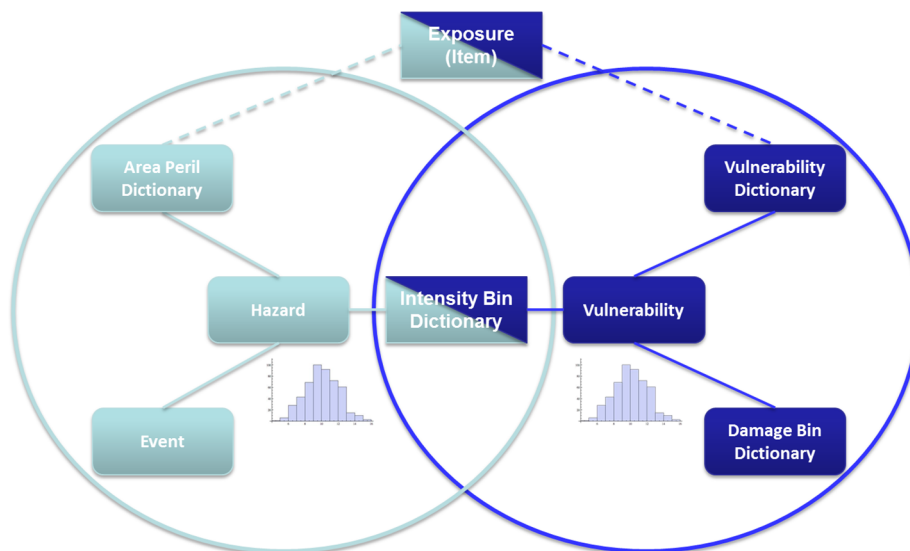 Exposure
(Item)
Area Peril
Dictionary
Vulnerability
Dictionary
Hazard
Intensity Bin
Dictionary
Vulnerability
Event
Damage Bin
Dictionary